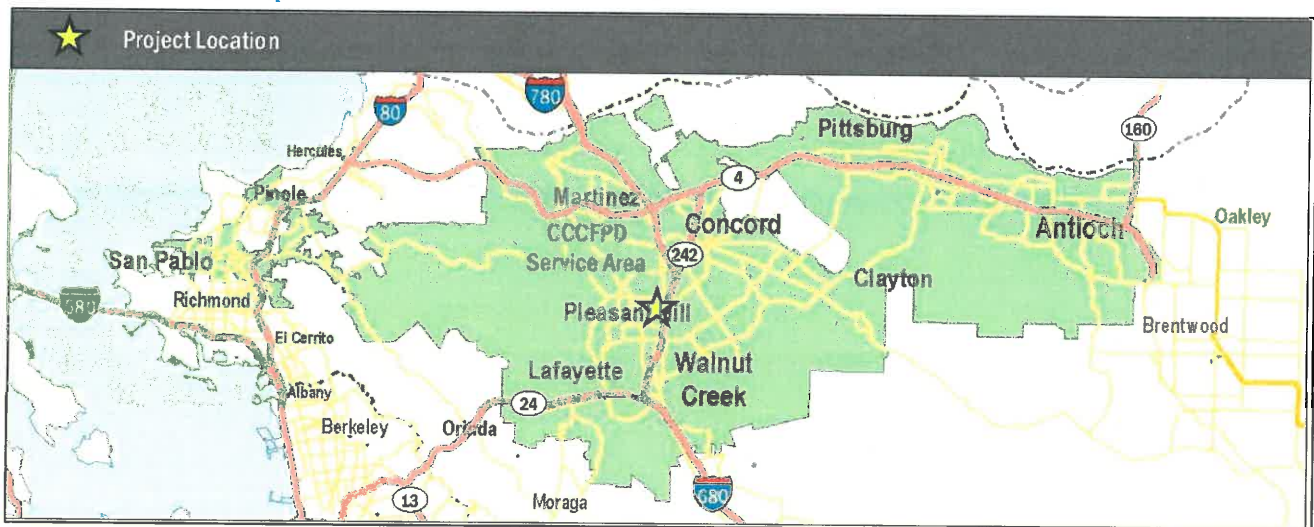 Project Location
80
780
160
Pittsburg
Hercules
4
Pinole
Martinez
Concord
Antioch
Oakley
CCCFPD
242
San Pablo
Service Area
Clayton
Richmond
580
Pleasant Hill
Brentwood
El Cerrito
Walnut
Lafayette
Creek
Albany
24
Berkeley
Orinda
680
13
Moraga